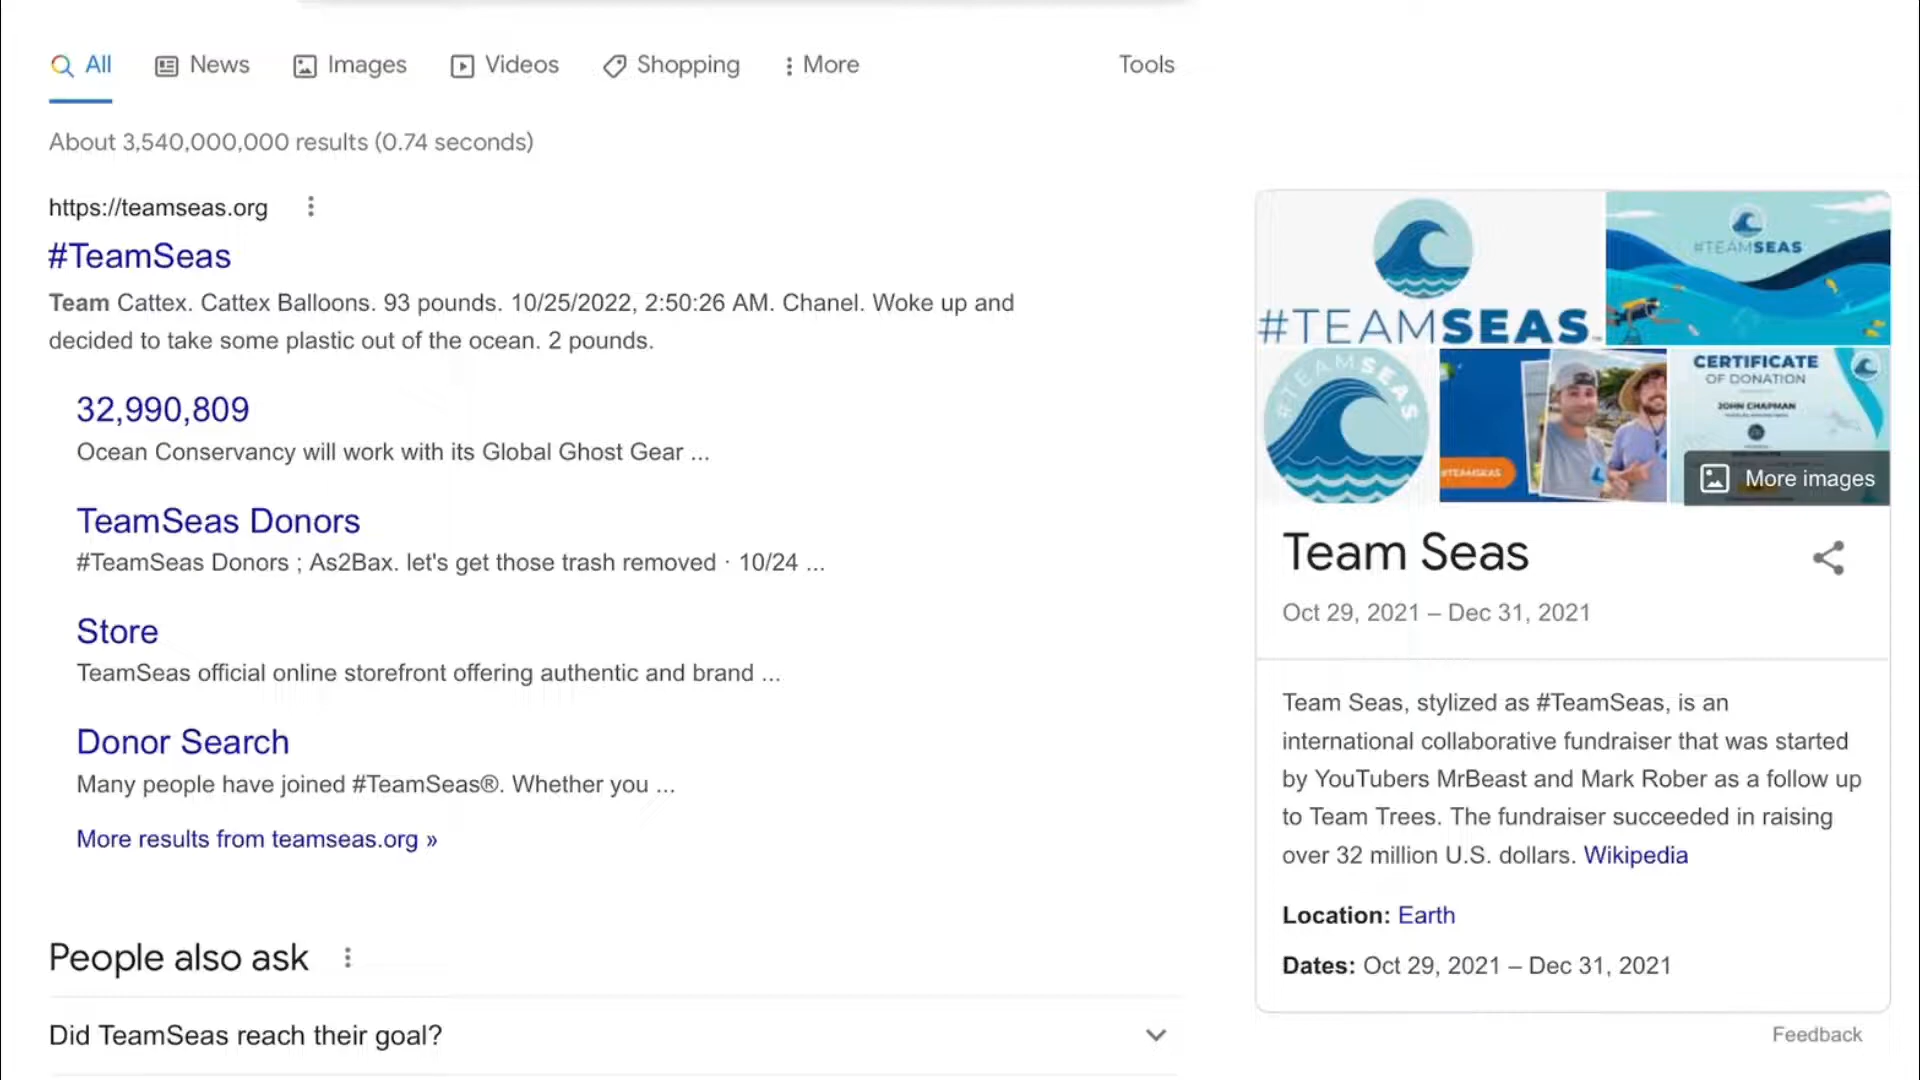 All News Images Videos Shopping More Tools
About 3,540,000,000 results (0.74 seconds)
https://teamseas.org
#TeamSeas
Team Cattex. Cattex Balloons. 93 pounds. 10/25/2022, 2:50:26 AM. Chanel. Woke up and
decided to take some plastic out of the ocean. 2 pounds.
32,990,809
Ocean Conservancy will work with its Global Ghost Gear ...
TeamSeas Donors
#TeamSeas Donors ; As2Bax. let's get those trash removed · 10/24 ...
Store
TeamSeas official online storefront offering authentic and brand ...
Donor Search
Many people have joined #TeamSeas®. Whether you ...
More results from teamseas.org »
People also ask
Did TeamSeas reach their goal?
#TEAMSEAS
#TEAMSEAS
#TEAMSEAS
#TEAMSEAS
CERTIFICATE
OF DONATION
JOHN CHAPMAN
More images
Team Seas
Oct 29, 2021 – Dec 31, 2021
Team Seas, stylized as #TeamSeas, is an
international collaborative fundraiser that was started
by YouTubers MrBeast and Mark Rober as a follow up
to Team Trees. The fundraiser succeeded in raising
over 32 million U.S. dollars. Wikipedia
Location: Earth
Dates: Oct 29, 2021 – Dec 31, 2021
Feedback